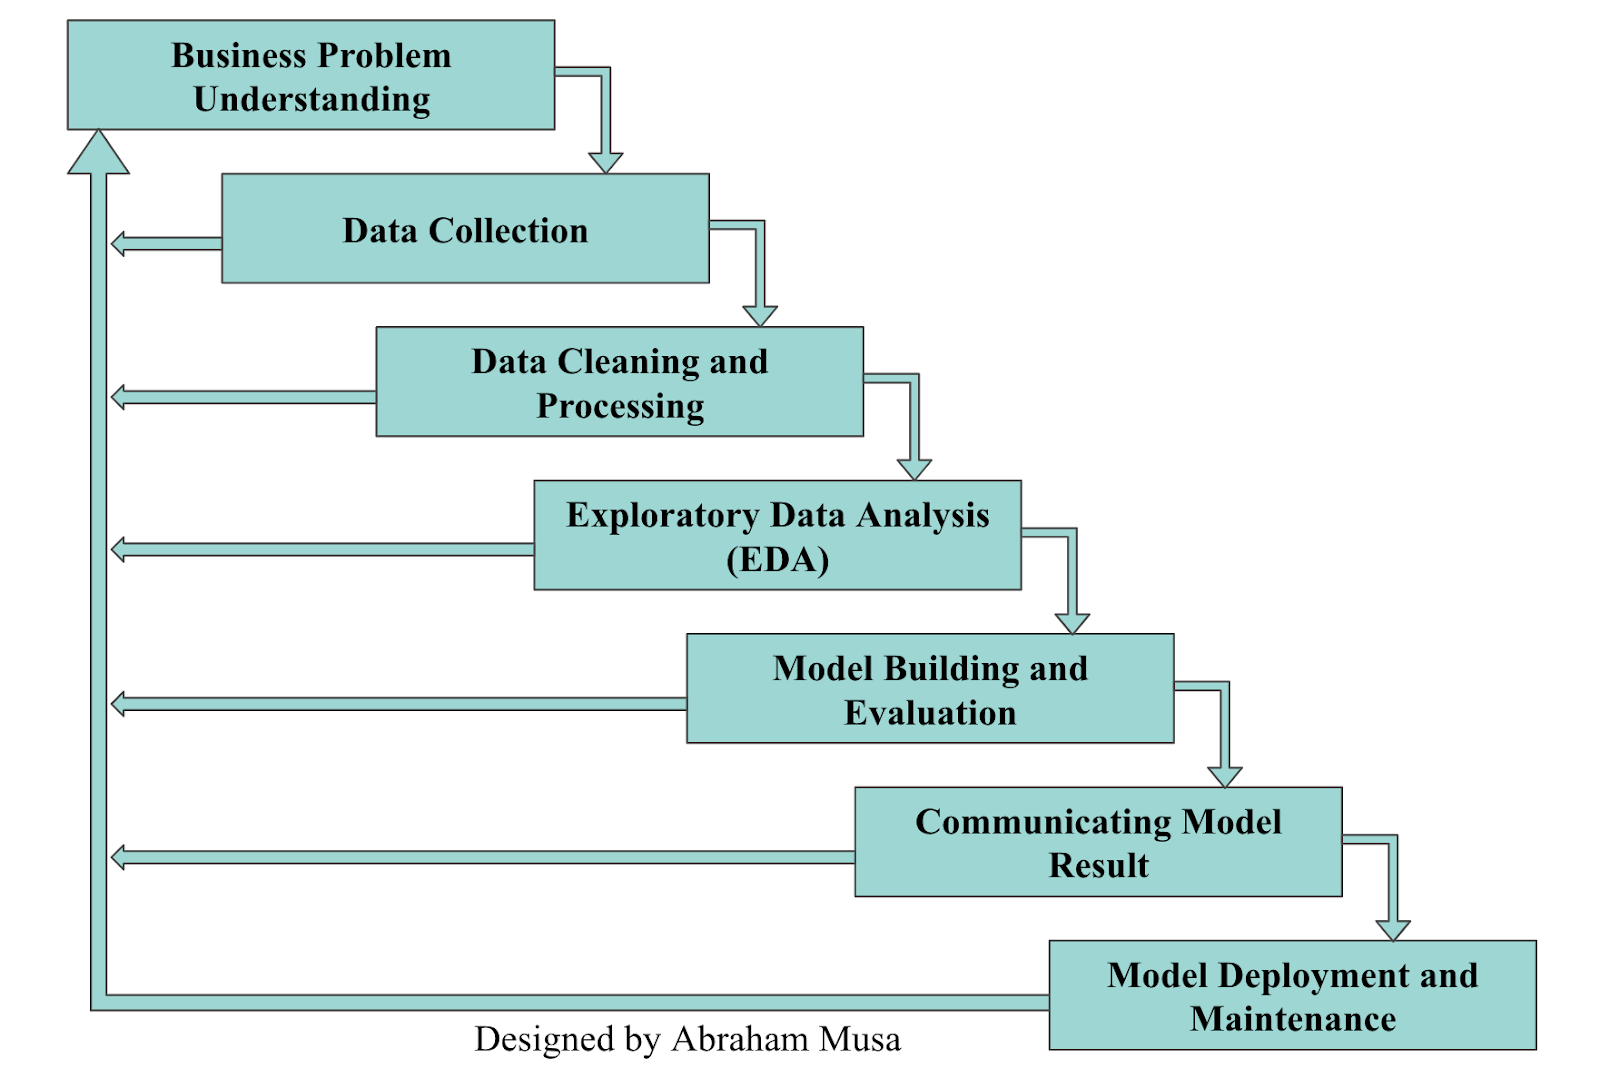 Business Problem
Understanding
Data Collection
Data Cleaning and
Processing
Exploratory Data Analysis
(EDA)
Model Building and
Evaluation
Communicating Model
Result
Model Deployment and
Maintenance
Designed by Abraham Musa